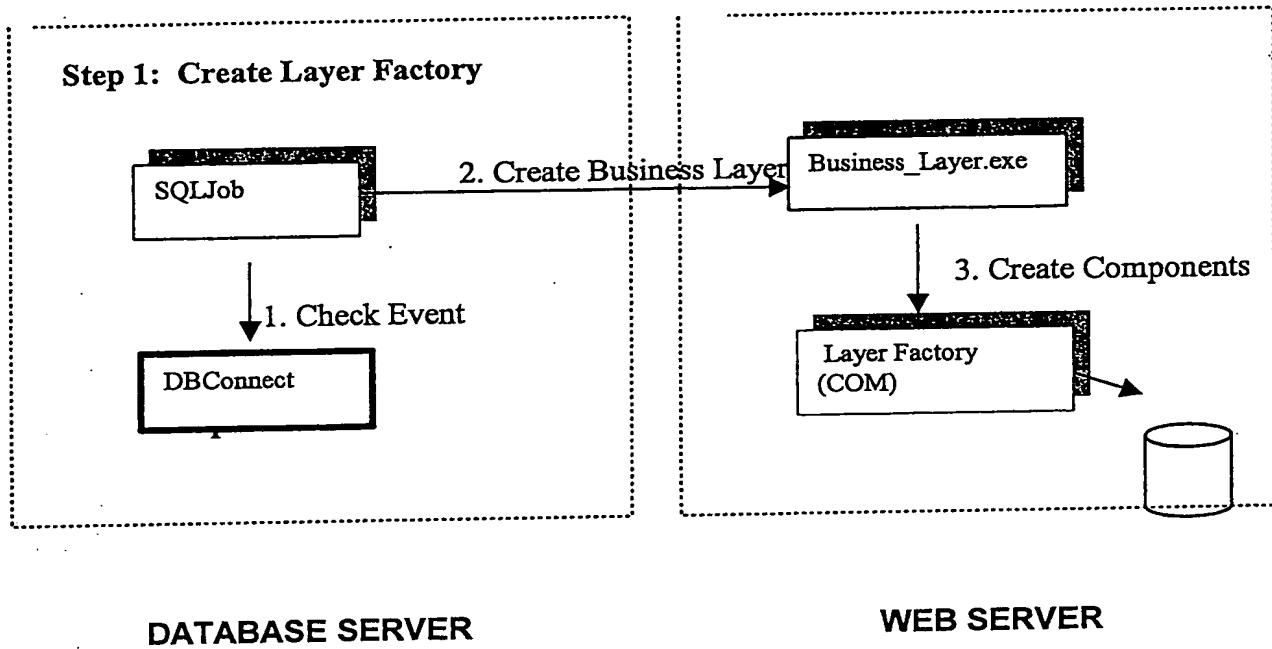 Step 1: Create Layer Factory
SQLJob
2. Create Business Layer
Business_Layer.exe
1. Check Event
3. Create Components
DBConnect
Layer Factory
(COM)
DATABASE SERVER
WEB SERVER